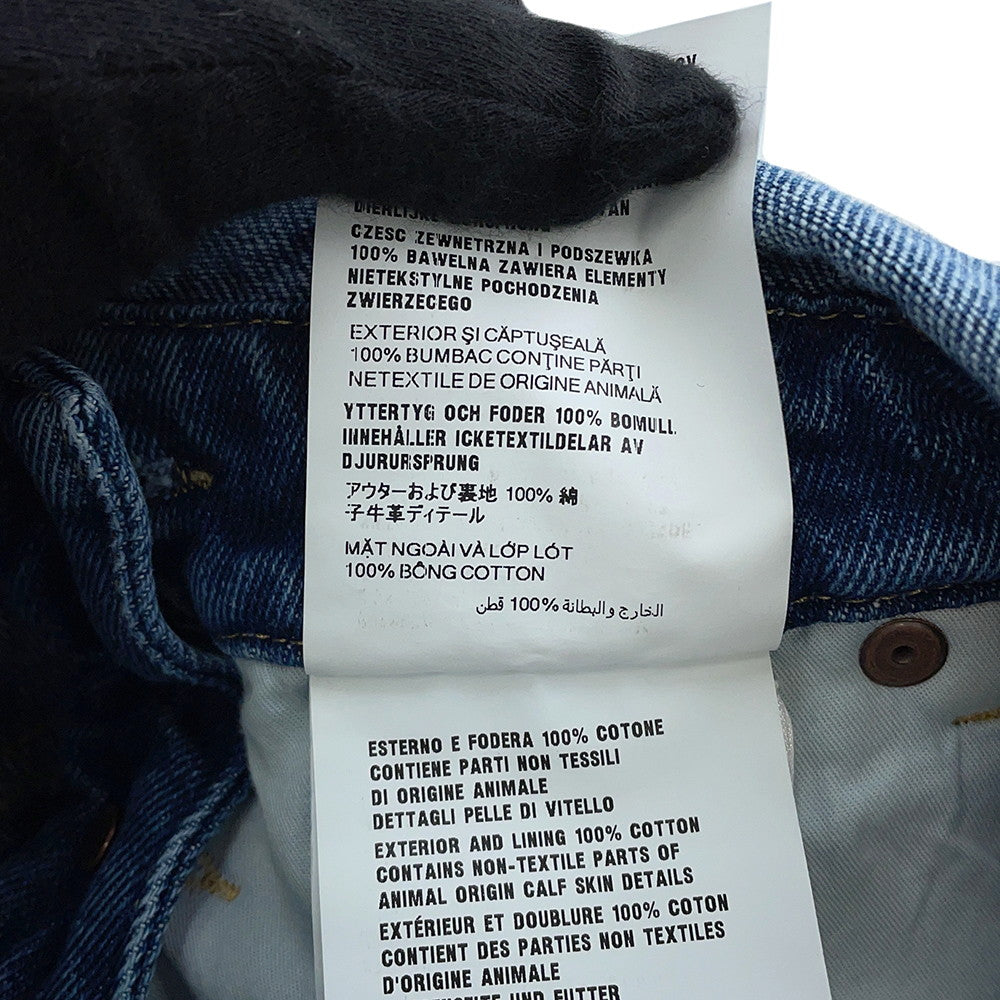 DIERLIJKE
CZESC ZEWNETRZNA I PODSZEWKA
100% BAWELNA ZAWIERA ELEMENTY
NIETEKSTYLNE POCHODZENIA
ZWIERZECEGO
EXTERIOR ȘI CĂPTUȘEALĂ
100% BUMBAC CONȚINE PĂRȚI
NETEXTILE DE ORIGINE ANIMALĂ
YTTERTYG OCH FODER 100% BOMULL
INNEHÅLLER ICKETEXTILDELAR AV
DJURURSPRUNG
アウターおよび裏地 100% 綿
子牛革ディテール
MẶT NGOÀI VÀ LỚP LÓT
100% BÔNG COTTON
الخارج والبطانة %100 قطن
ESTERNO E FODERA 100% COTONE
CONTIENE PARTI NON TESSILI
DI ORIGINE ANIMALE
DETTAGLI PELLE DI VITELLO
EXTERIOR AND LINING 100% COTTON
CONTAINS NON-TEXTILE PARTS OF
ANIMAL ORIGIN CALF SKIN DETAILS
EXTÉRIEUR ET DOUBLURE 100% COTON
CONTIENT DES PARTIES NON TEXTILES
D'ORIGINE ANIMALE
UND FUTTER